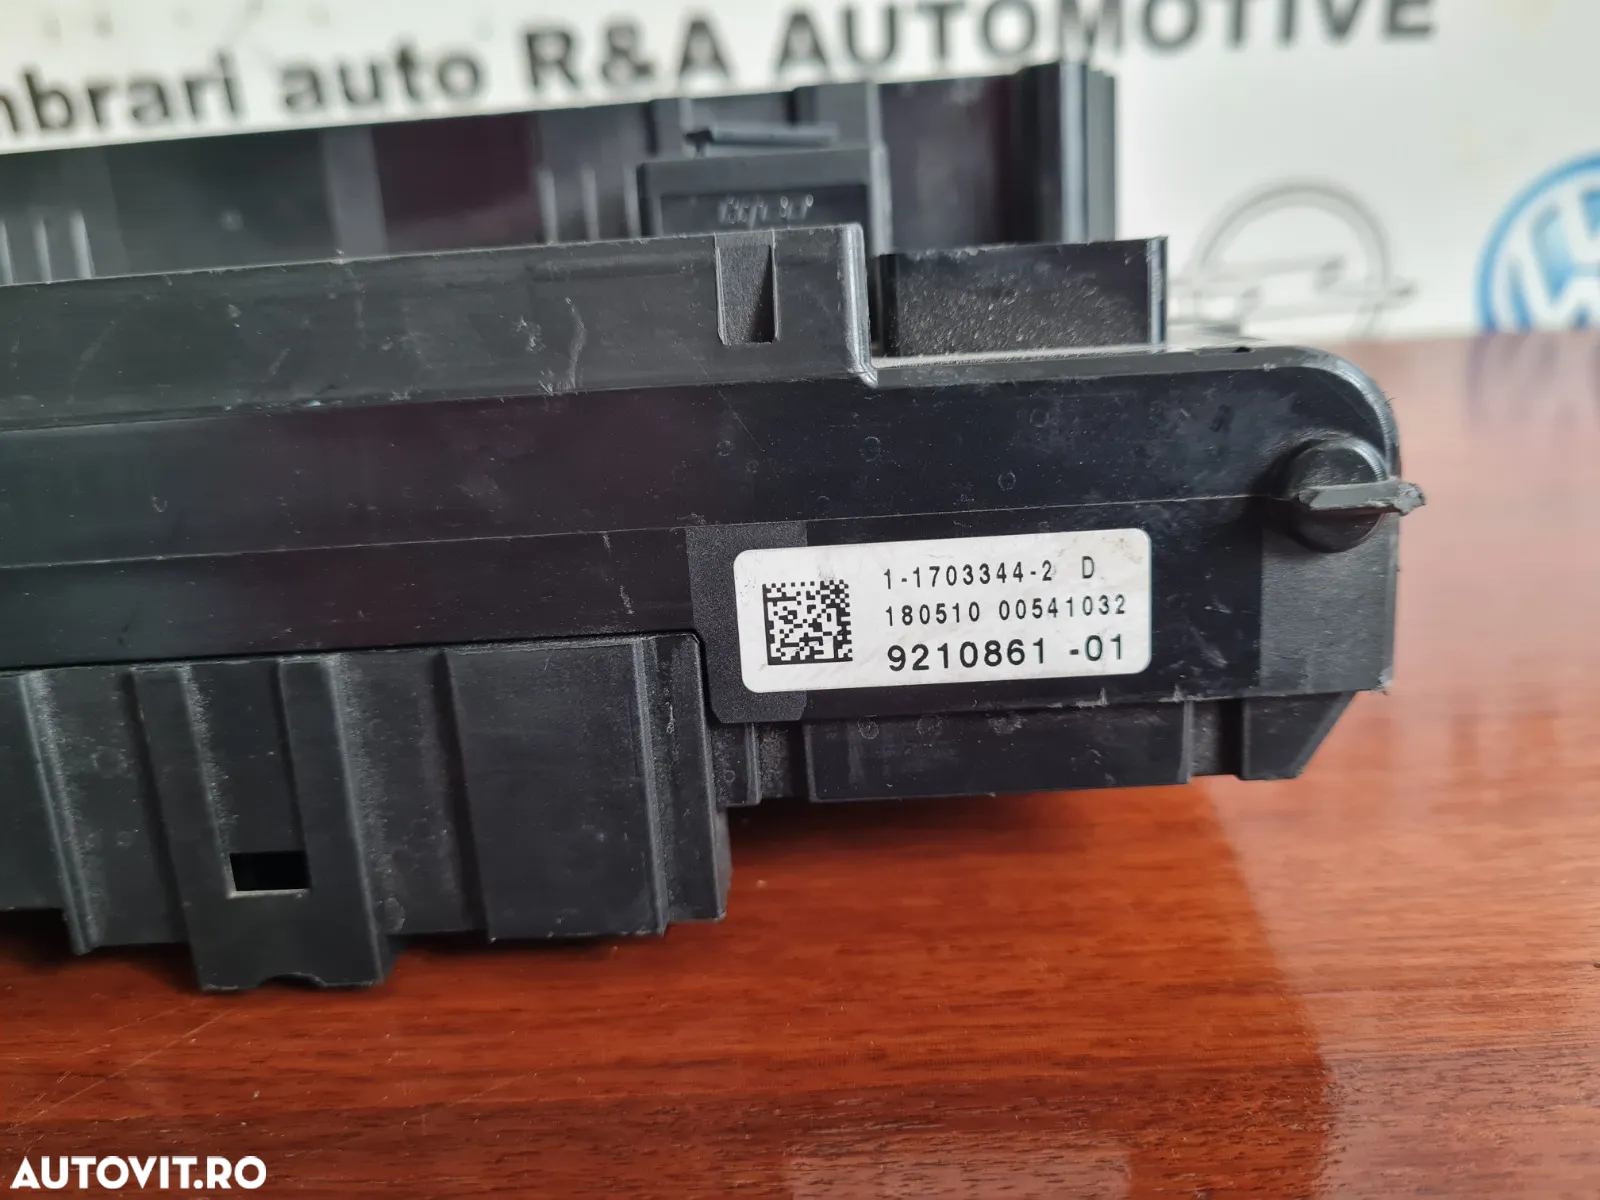 mbrari auto R&A AUTOMOTIVE
1-1703344-2 D
180510 00541032
9210861 -01
AUTOVIT.RO